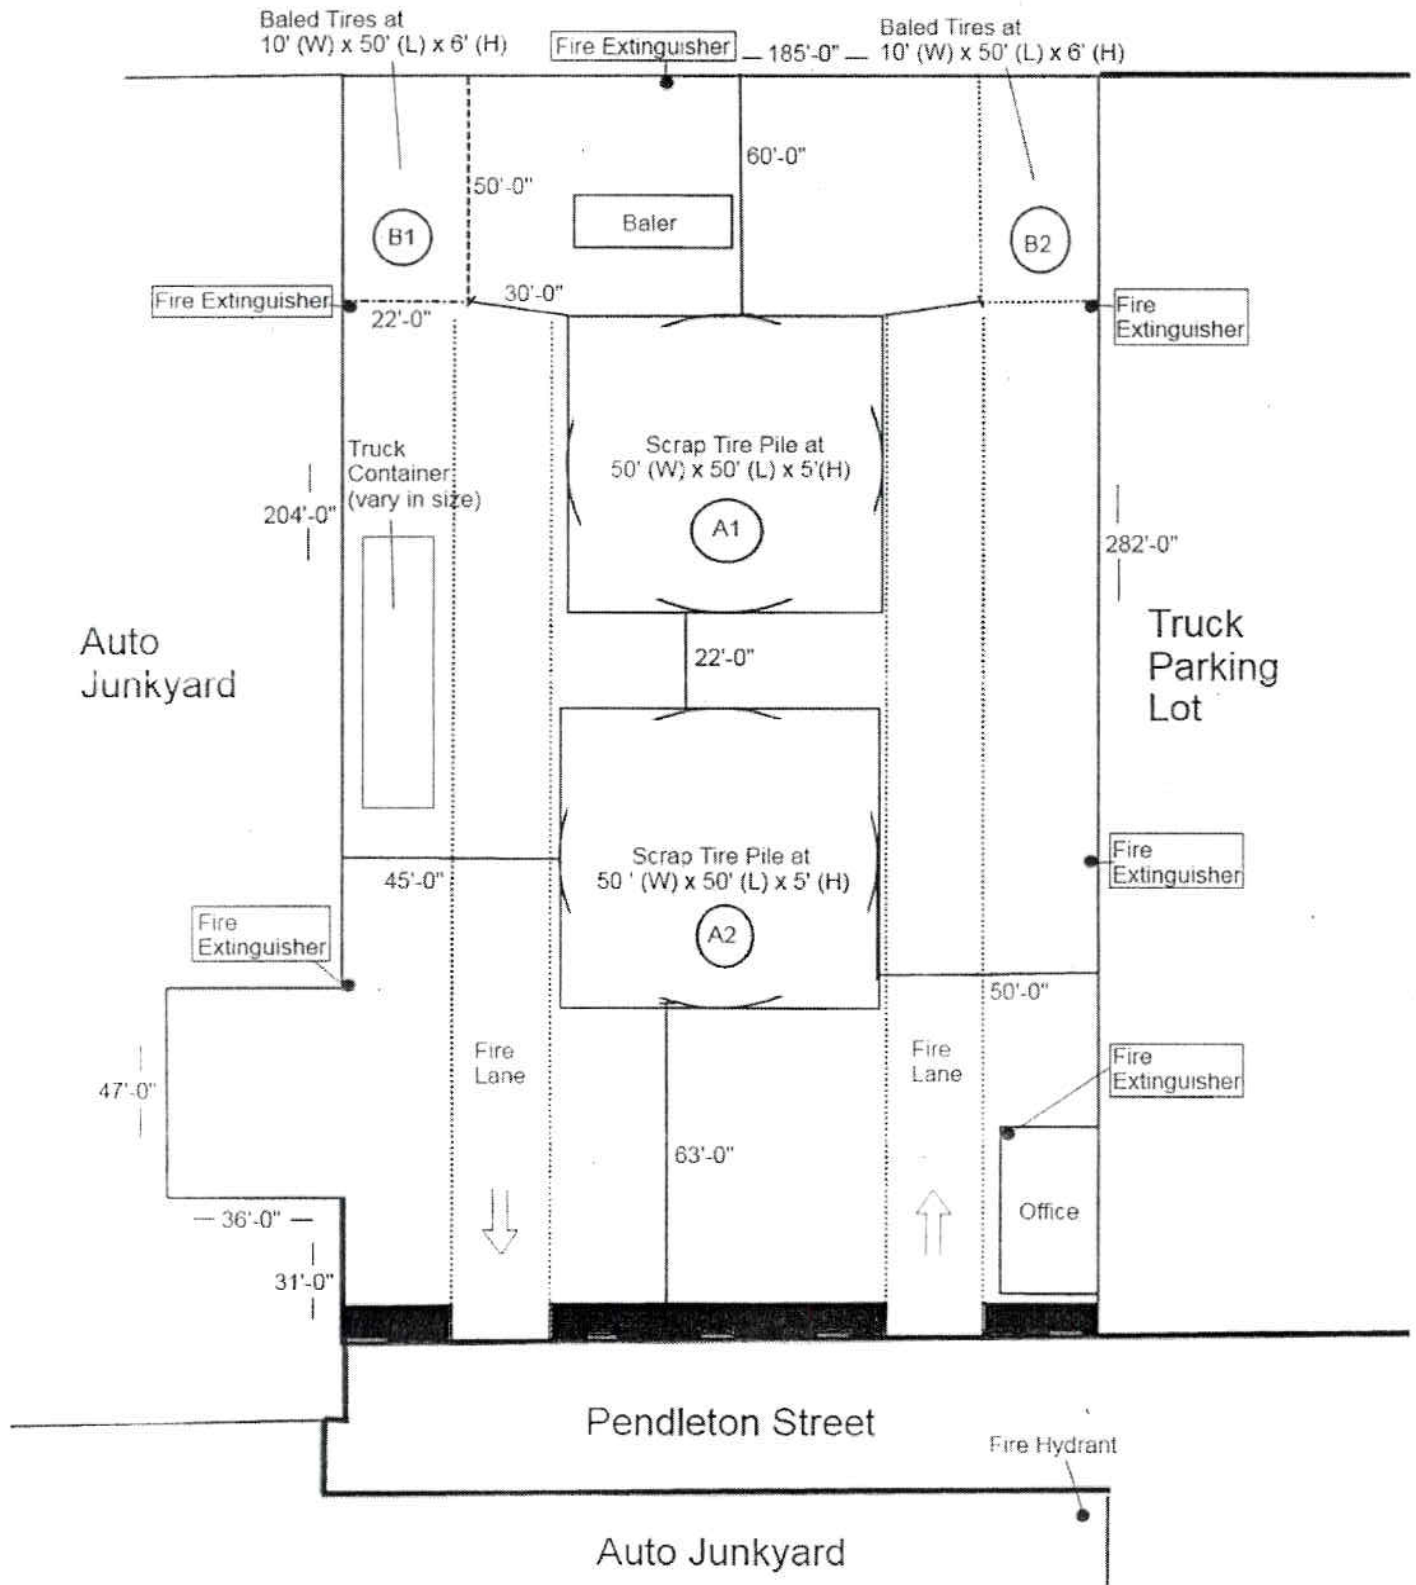 Baled Tires at
10' (W) x 50' (L) x 6' (H)
Fire Extinguisher
185'-0"
Baled Tires at
10' (W) x 50' (L) x 6' (H)
60'-0"
50'-0"
Baler
B1
B2
Fire Extinguisher
22'-0"
30'-0"
Fire
Extinguisher
Truck
Container
(vary in size)
204'-0"
Scrap Tire Pile at
50' (W) x 50' (L) x 5'(H)
A1
282'-0"
Auto
Junkyard
22'-0"
Truck
Parking
Lot
45'-0"
Scrap Tire Pile at
50 ' (W) x 50' (L) x 5' (H)
A2
Fire
Extinguisher
Fire
Extinguisher
50'-0"
47'-0"
Fire
Lane
Fire
Lane
Fire
Extinguisher
63'-0"
36'-0"
Office
31'-0"
Pendleton Street
Fire Hydrant
Auto Junkyard